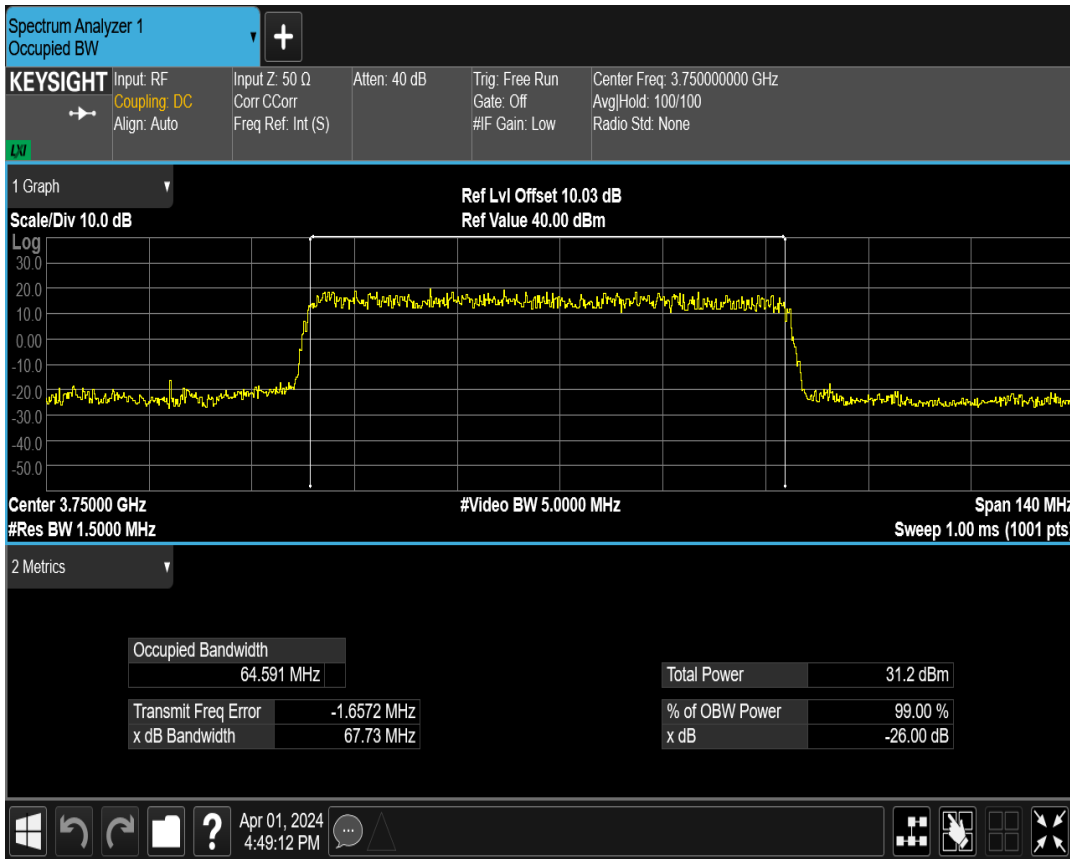 Spectrum Analyzer 1
Occupied BW
+
KEYSIGHT
LXI
Input: RF
Coupling: DC
Align: Auto
Input Z: 50 Ω
Corr CCorr
Freq Ref: Int (S)
Atten: 40 dB
Trig: Free Run
Gate: Off
#IF Gain: Low
Center Freq: 3.750000000 GHz
Avg|Hold: 100/100
Radio Std: None
1 Graph
Scale/Div 10.0 dB
Ref Lvl Offset 10.03 dB
Ref Value 40.00 dBm
Log
30.0
20.0
10.0
0.00
-10.0
-20.0
-30.0
-40.0
-50.0
Center 3.75000 GHz
#Res BW 1.5000 MHz
#Video BW 5.0000 MHz
Span 140 MHz
Sweep 1.00 ms (1001 pts)
2 Metrics
Occupied Bandwidth
64.591 MHz
Transmit Freq Error -1.6572 MHz
x dB Bandwidth 67.73 MHz
Total Power 31.2 dBm
% of OBW Power 99.00 %
x dB -26.00 dB
?
Apr 01, 2024
4:49:12 PM